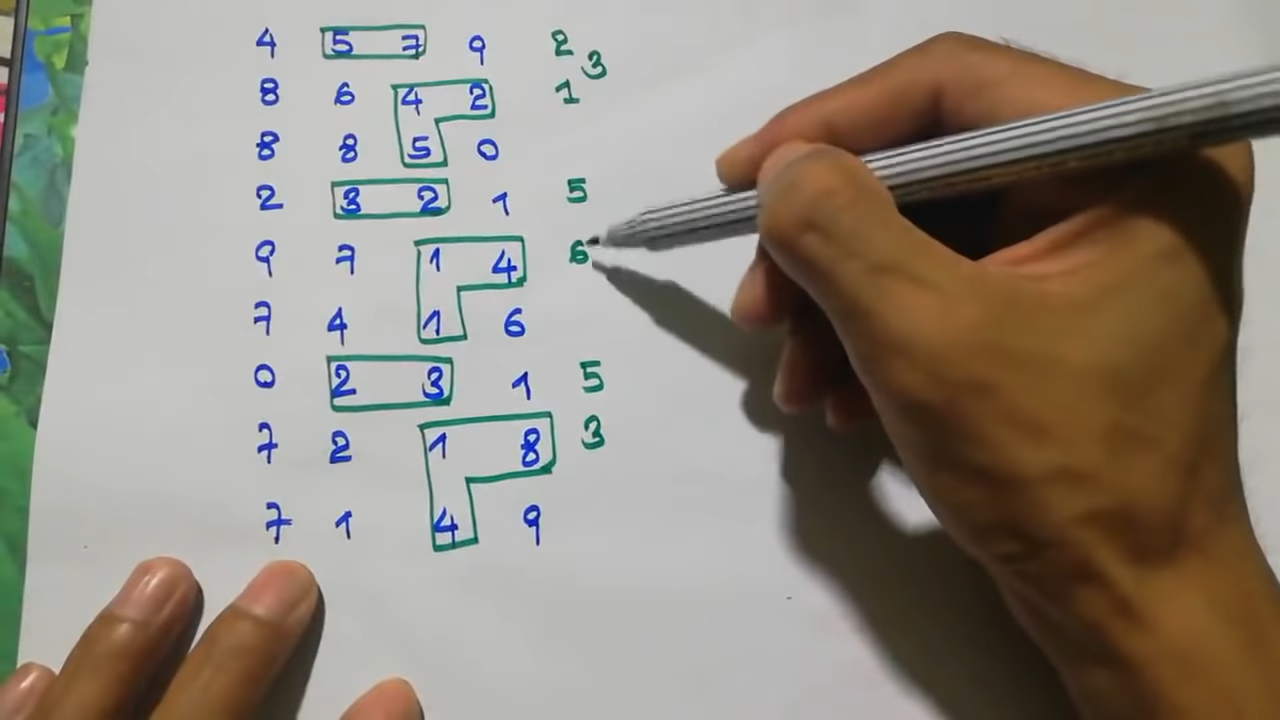 4 5 7 9 2
3
8 6 4 2 1
8 8 5 0
2 3 2 1 5
9 7 1 4 6
7 4 1 6
0 2 3 1 5
7 2 1 8 3
7 1 4 9